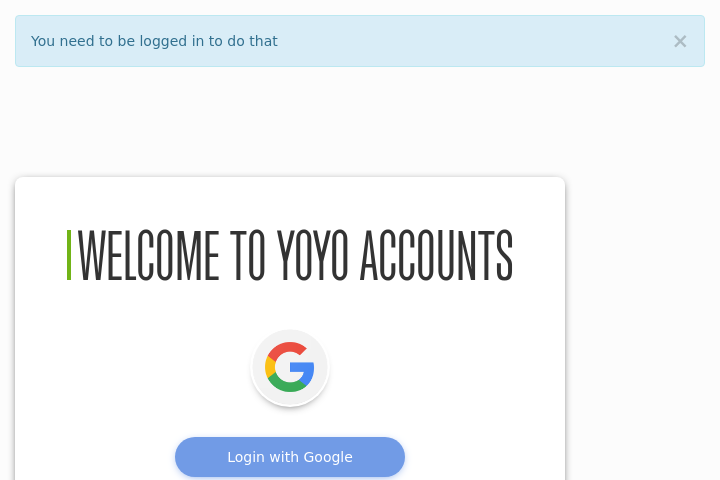 You need to be logged in to do that
×
WELCOME TO YOYO ACCOUNTS
Login with Google